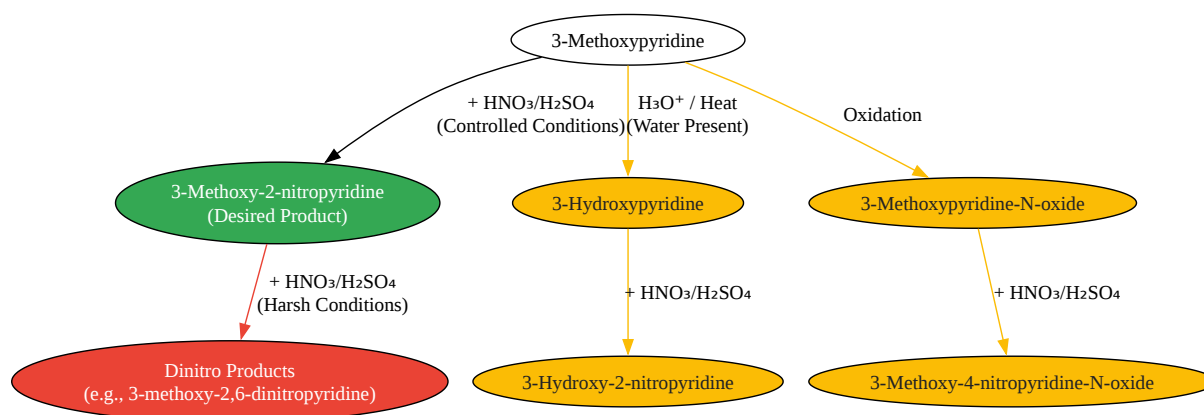 3-Methoxypyridine
+ HNO₃/H₂SO₄
(Controlled Conditions)
H₃O⁺ / Heat
(Water Present)
Oxidation
3-Methoxy-2-nitropyridine
(Desired Product)
3-Hydroxypyridine
3-Methoxypyridine-N-oxide
+ HNO₃/H₂SO₄
(Harsh Conditions)
+ HNO₃/H₂SO₄
+ HNO₃/H₂SO₄
Dinitro Products
(e.g., 3-methoxy-2,6-dinitropyridine)
3-Hydroxy-2-nitropyridine
3-Methoxy-4-nitropyridine-N-oxide